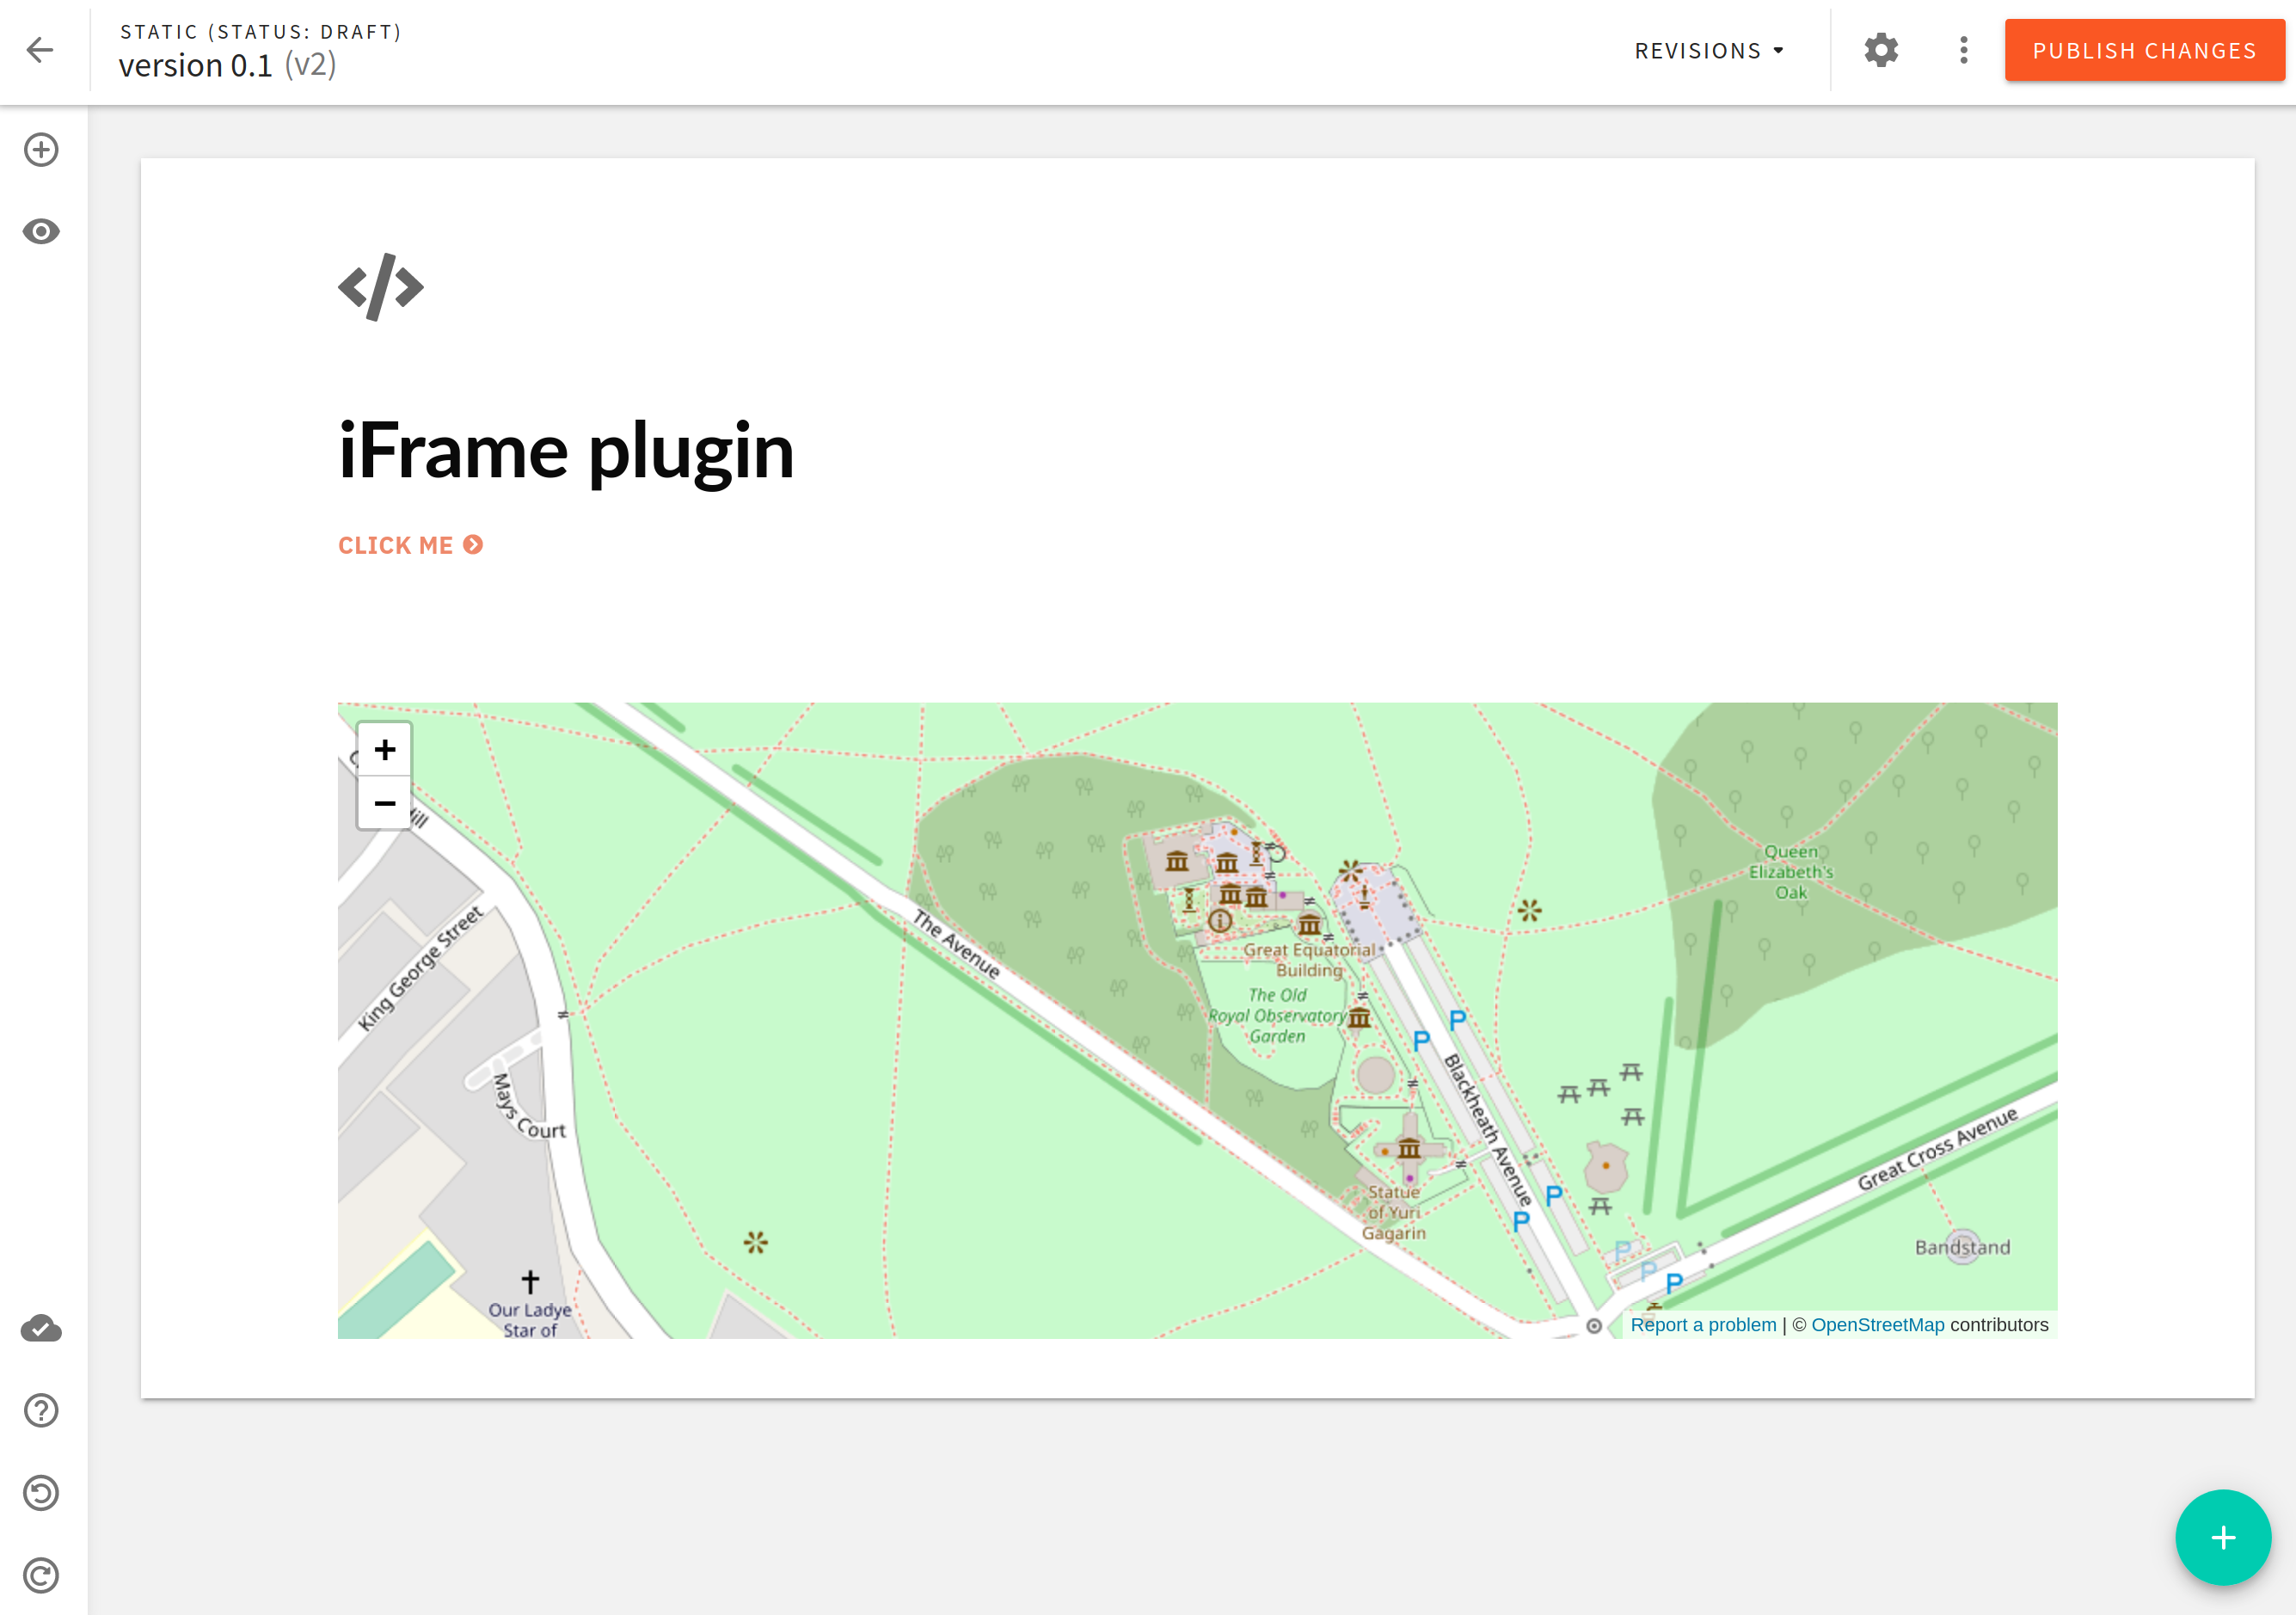 STATIC (STATUS: DRAFT)
version 0.1 (v2)
REVISIONS
PUBLISH CHANGES
</>
iFrame plugin
CLICK ME
+
−
Queen
Elizabeth's
Oak
The Avenue
King George Street
Great Equatorial
Building
The Old
Royal Observatory
Garden
P
P
Blackheath Avenue
Mays Court
Great Cross Avenue
Statue
of Yuri
Gagarin
P
P
Bandstand
P
P
P
Our Ladye
Star of
Report a problem | © OpenStreetMap contributors